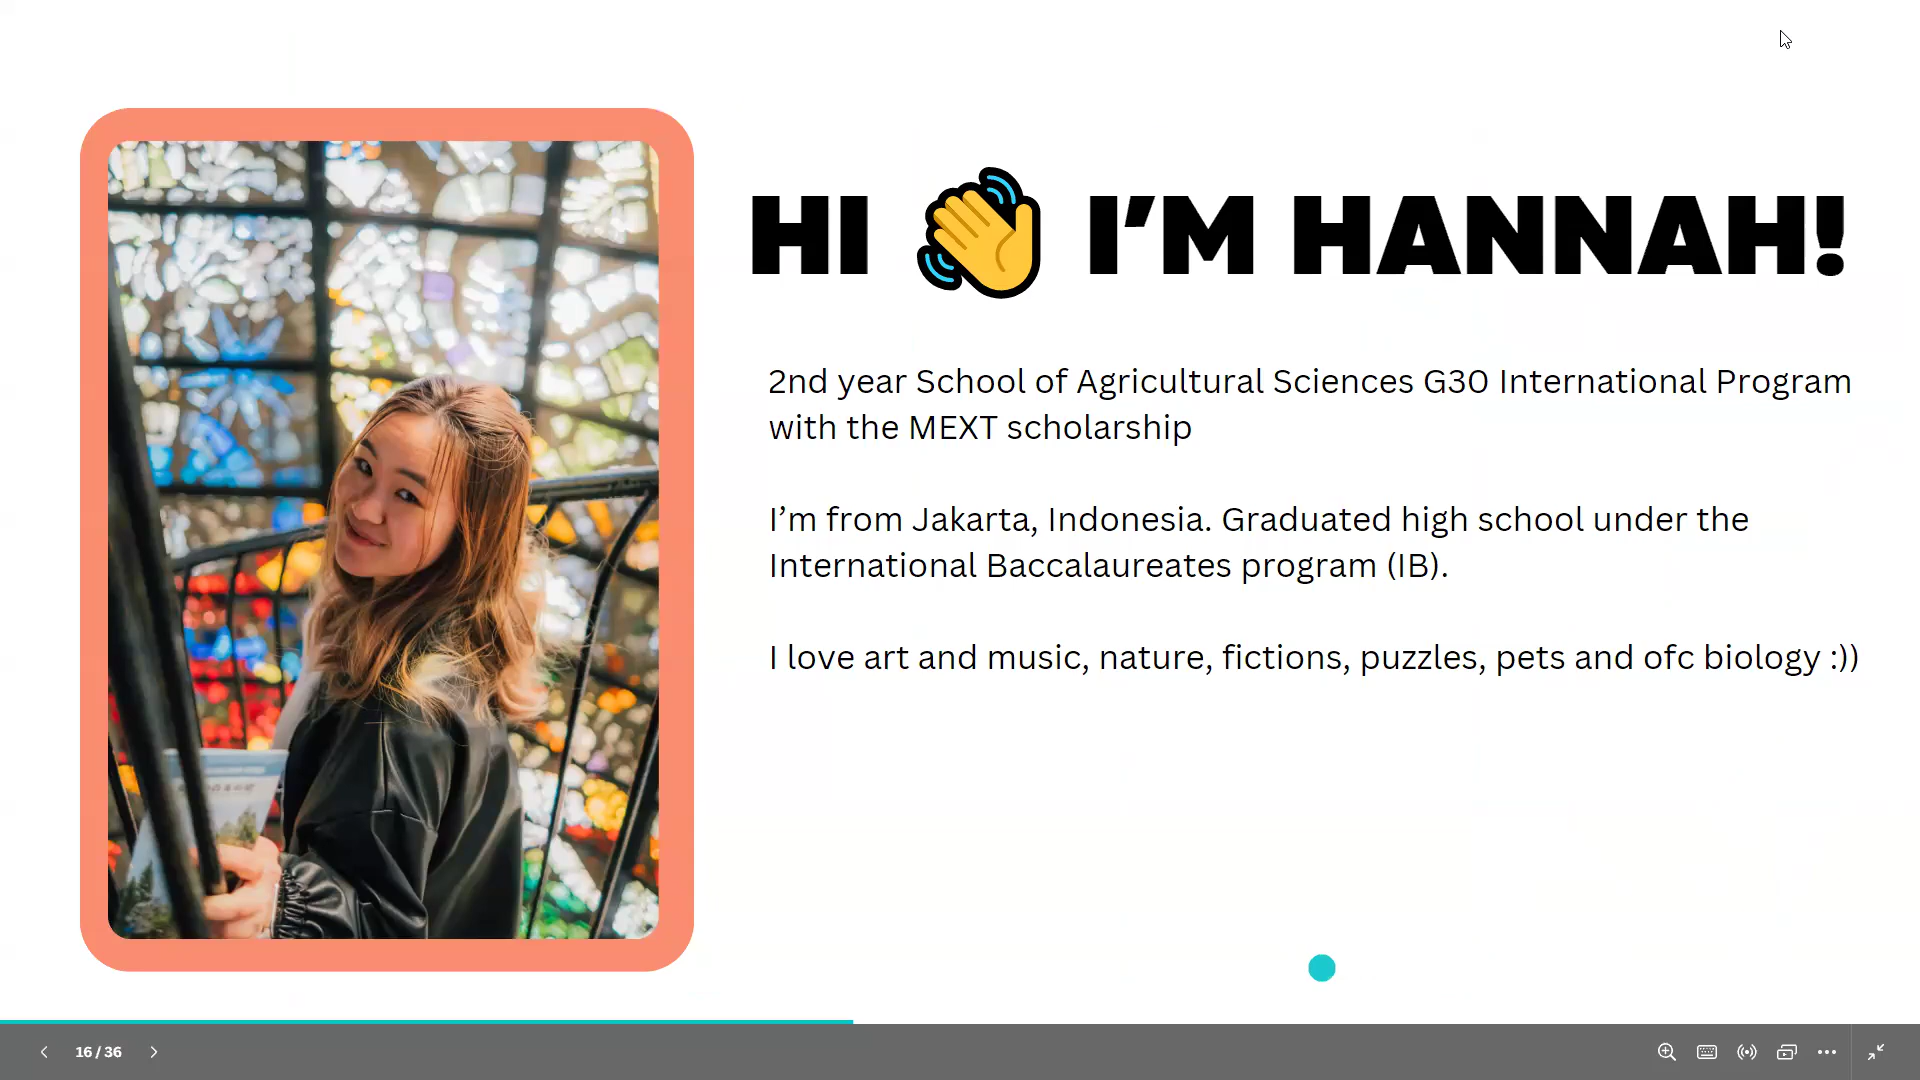 HI 👋 I’M HANNAH!
2nd year School of Agricultural Sciences G30 International Program
with the MEXT scholarship
I’m from Jakarta, Indonesia. Graduated high school under the
International Baccalaureates program (IB).
I love art and music, nature, fictions, puzzles, pets and ofc biology :))
16 / 36